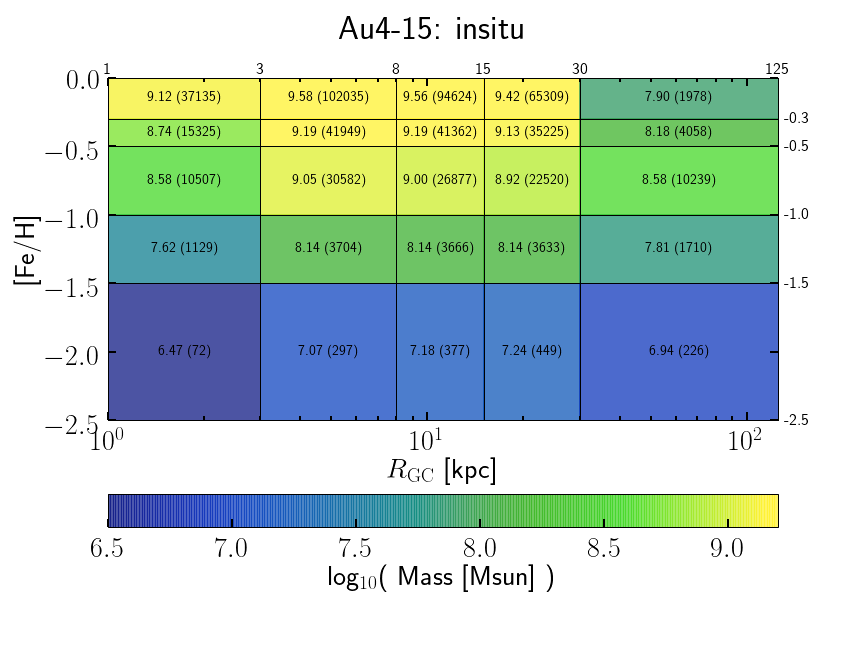 Au4-15: insitu
1 3 8 15 30 125
0.0 9.12 (37135) 9.58 (102035) 9.56 (94624) 9.42 (65309) 7.90 (1978)
-0.3
8.74 (15325) 9.19 (41949) 9.19 (41362) 9.13 (35225) 8.18 (4058)
−0.5 -0.5
8.58 (10507) 9.05 (30582) 9.00 (26877) 8.92 (22520) 8.58 (10239)
−1.0 -1.0
[Fe/H]
7.62 (1129) 8.14 (3704) 8.14 (3666) 8.14 (3633) 7.81 (1710)
−1.5 -1.5
−2.0 6.47 (72) 7.07 (297) 7.18 (377) 7.24 (449) 6.94 (226)
−2.5 -2.5
10⁰ 10¹ 10²
R_GC [kpc]
6.5 7.0 7.5 8.0 8.5 9.0
log₁₀( Mass [Msun] )